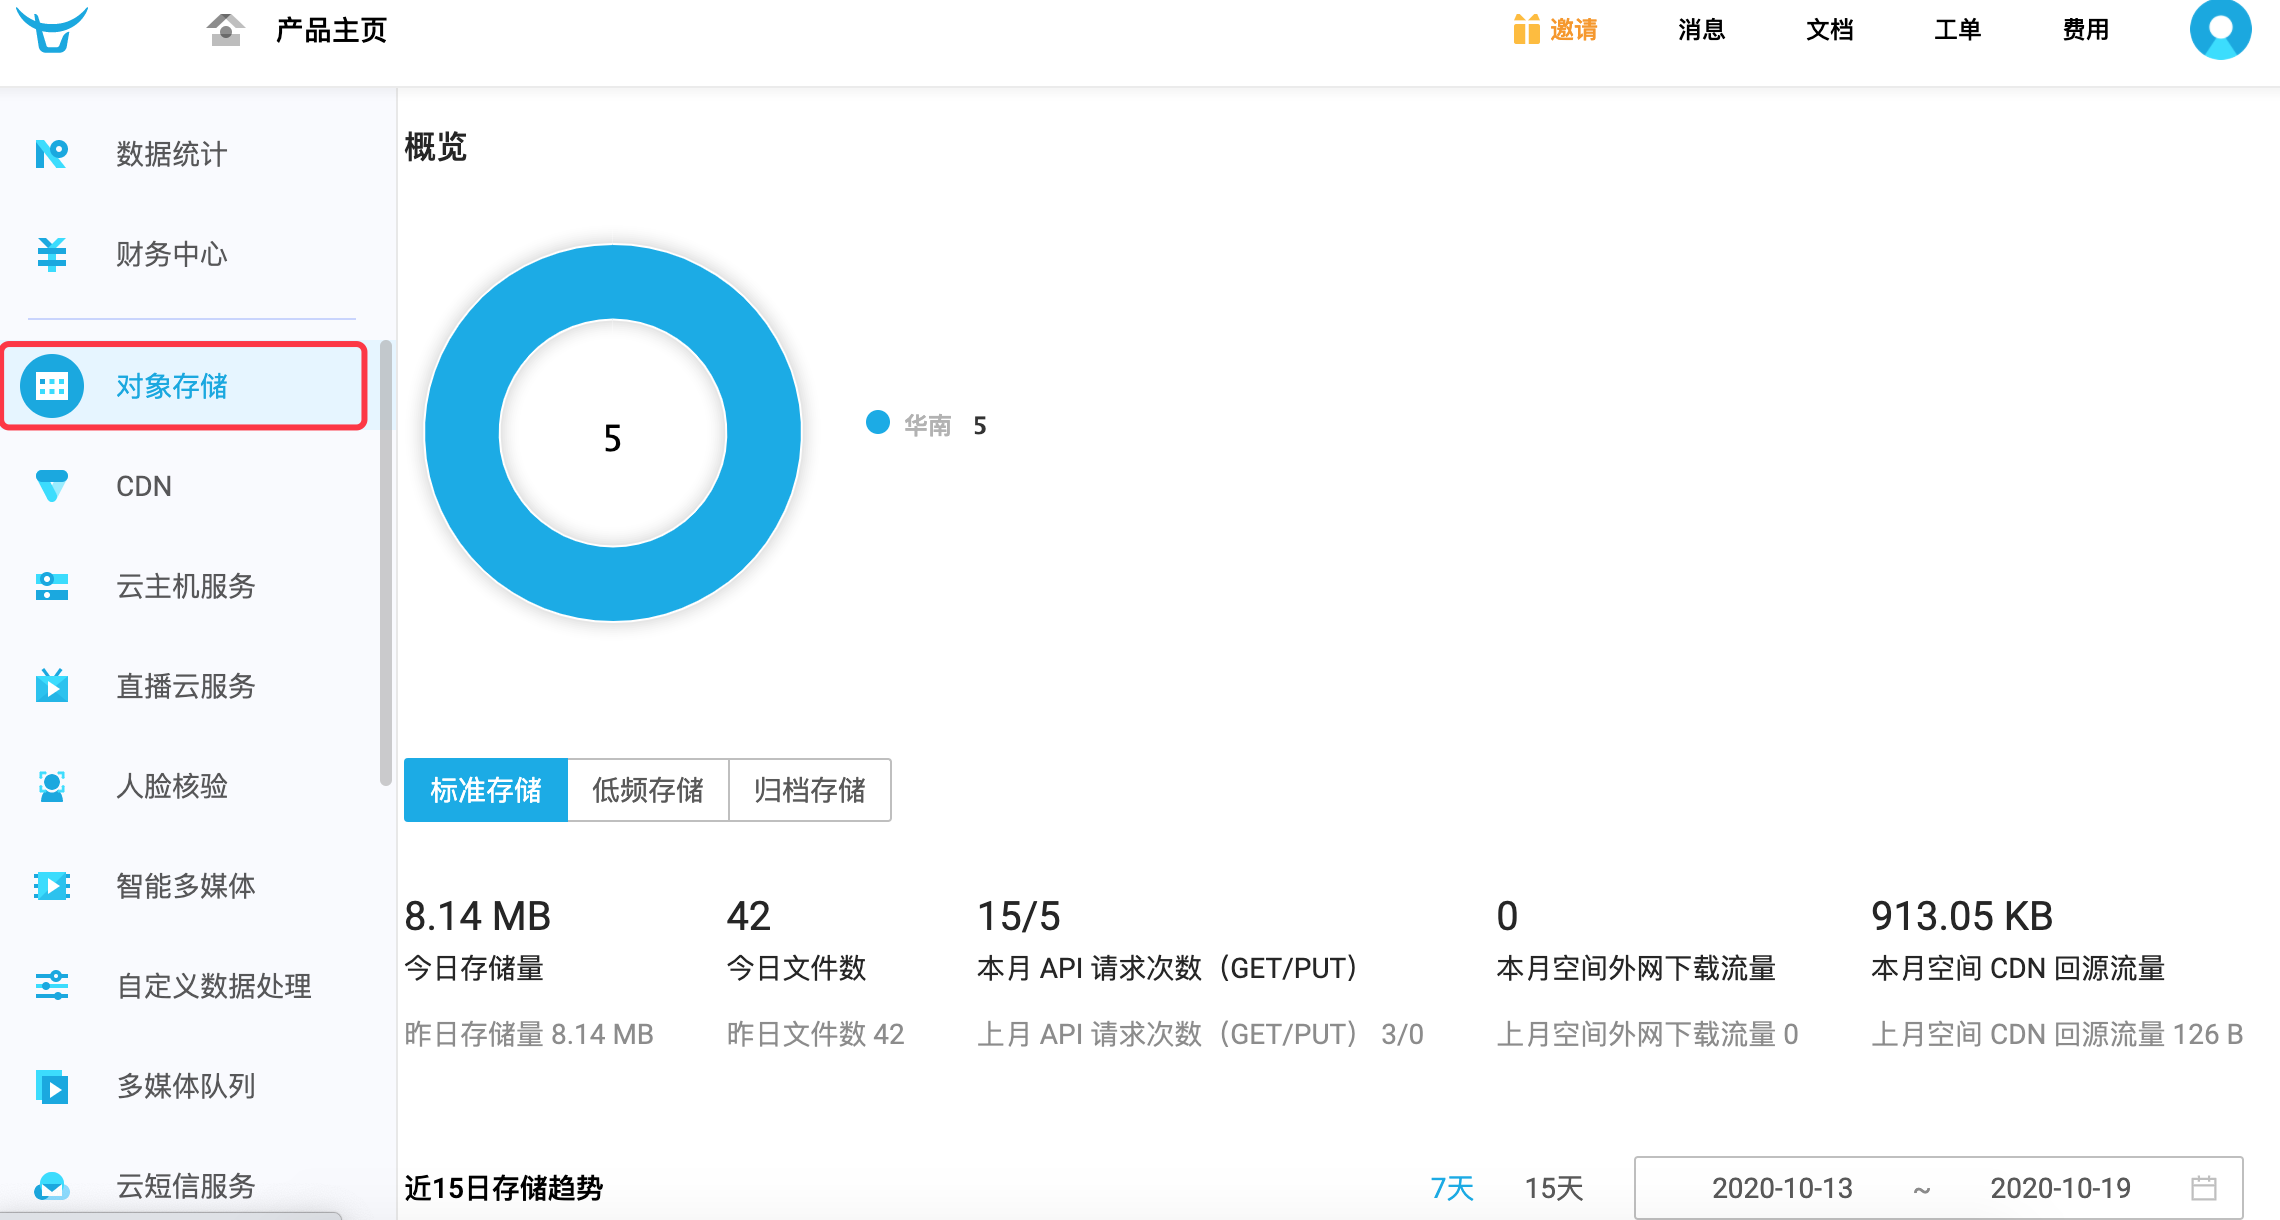 产品主页
邀请
消息
文档
工单
费用
数据统计
财务中心
对象存储
CDN
云主机服务
直播云服务
人脸核验
智能多媒体
自定义数据处理
多媒体队列
云短信服务
概览
5
华南 5
标准存储
低频存储
归档存储
8.14 MB
今日存储量
昨日存储量 8.14 MB
42
今日文件数
昨日文件数 42
15/5
本月 API 请求次数（GET/PUT）
上月 API 请求次数（GET/PUT） 3/0
0
本月空间外网下载流量
上月空间外网下载流量 0
913.05 KB
本月空间 CDN 回源流量
上月空间 CDN 回源流量 126 B
近15日存储趋势
7天
15天
2020-10-13 ~ 2020-10-19